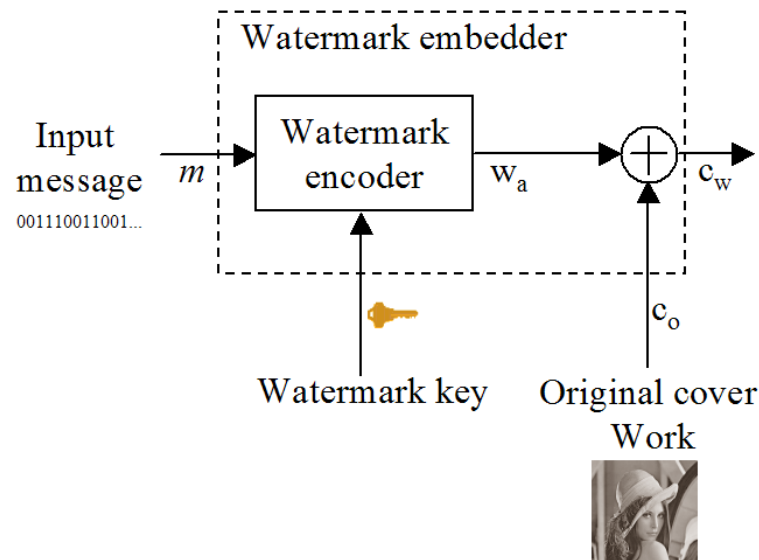 Watermark embedder
Input
message
001110011001...
m
Watermark
encoder
wa
cw
co
Watermark key
Original cover
Work